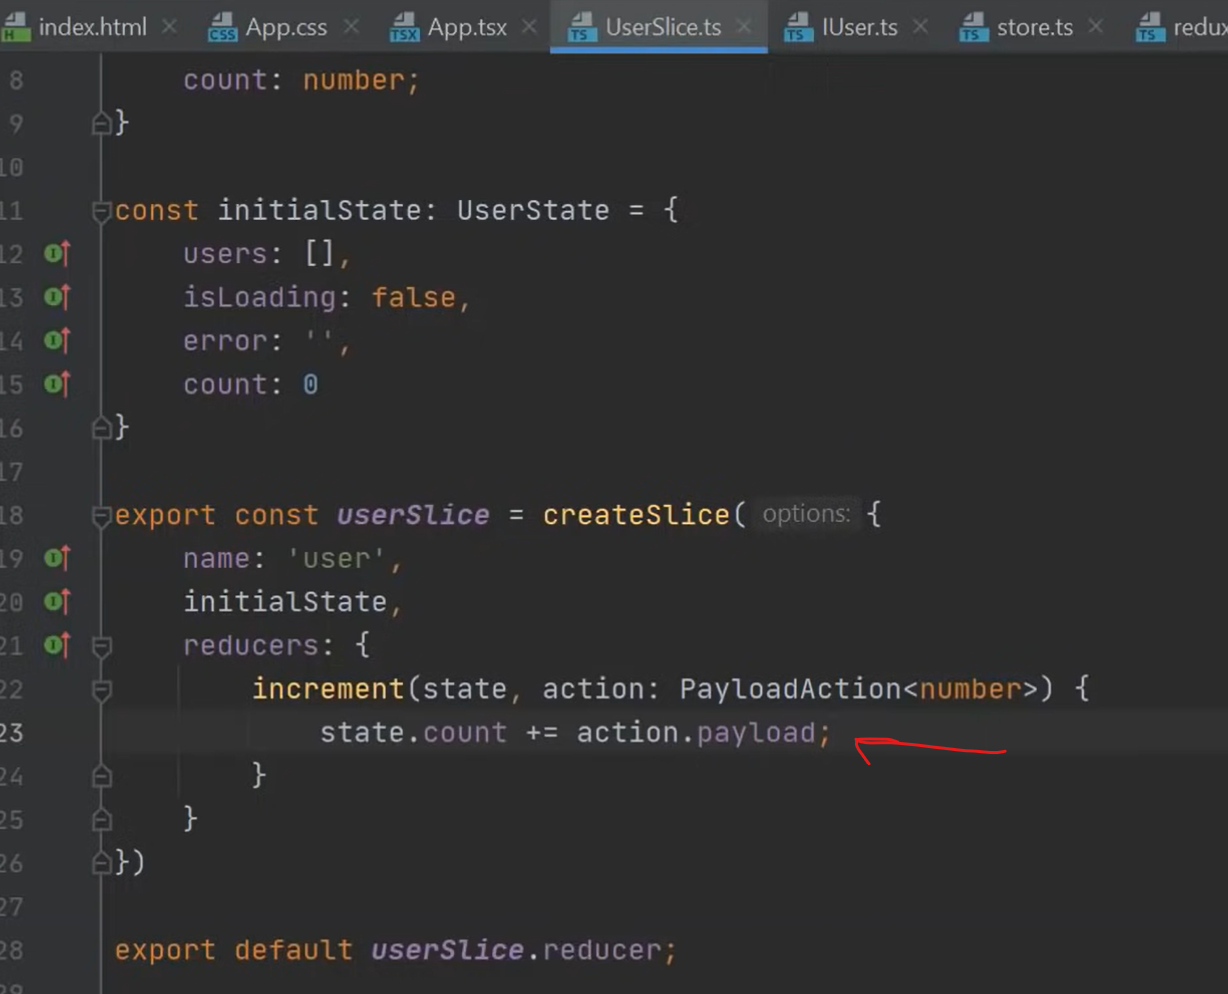 index.html App.css App.tsx UserSlice.ts IUser.ts store.ts redux
8 count: number;
9 }
10
11 const initialState: UserState = {
12 users: [],
13 isLoading: false,
14 error: '',
15 count: 0
16 }
17
18 export const userSlice = createSlice( options: {
19 name: 'user',
20 initialState,
21 reducers: {
22 increment(state, action: PayloadAction<number>) {
23 state.count += action.payload;
24 }
25 }
26 })
27
28 export default userSlice.reducer;
29